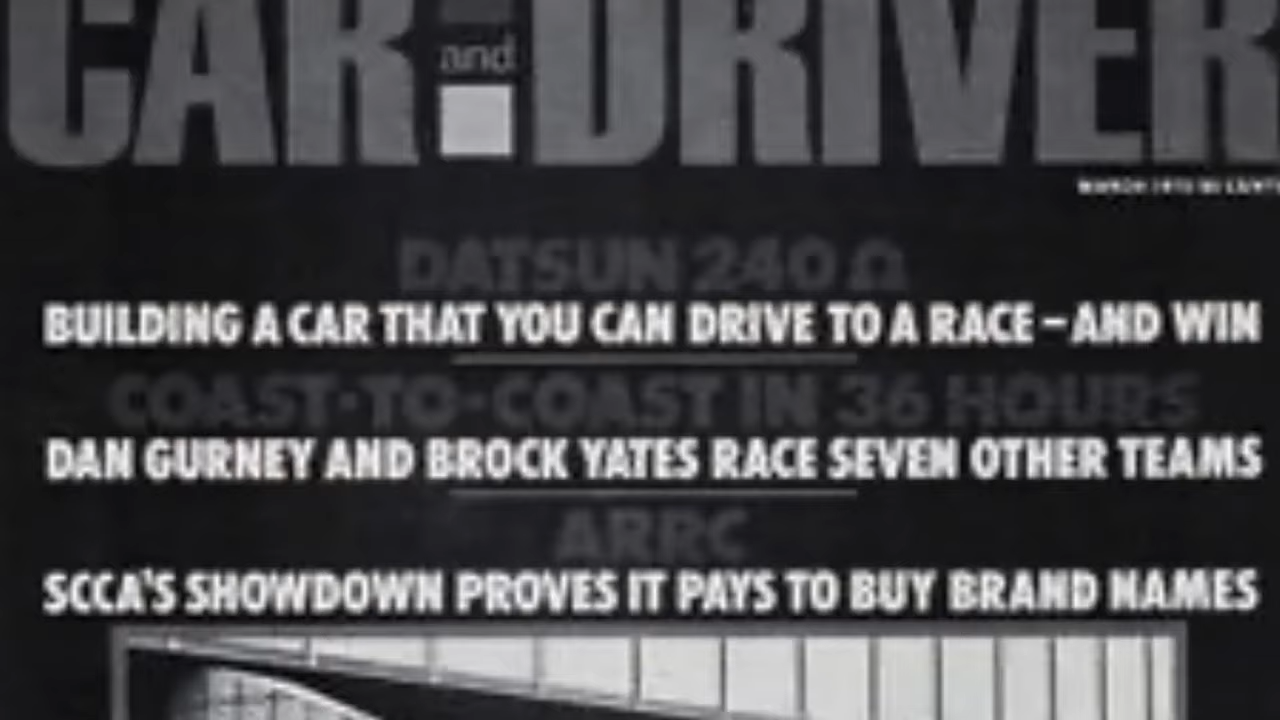 CAR and DRIVER
DATSUN 240 Ω
BUILDING A CAR THAT YOU CAN DRIVE TO A RACE – AND WIN
COAST-TO-COAST IN 36 HOURS
DAN GURNEY AND BROCK YATES RACE SEVEN OTHER TEAMS
ARRC
SCCA'S SHOWDOWN PROVES IT PAYS TO BUY BRAND NAMES